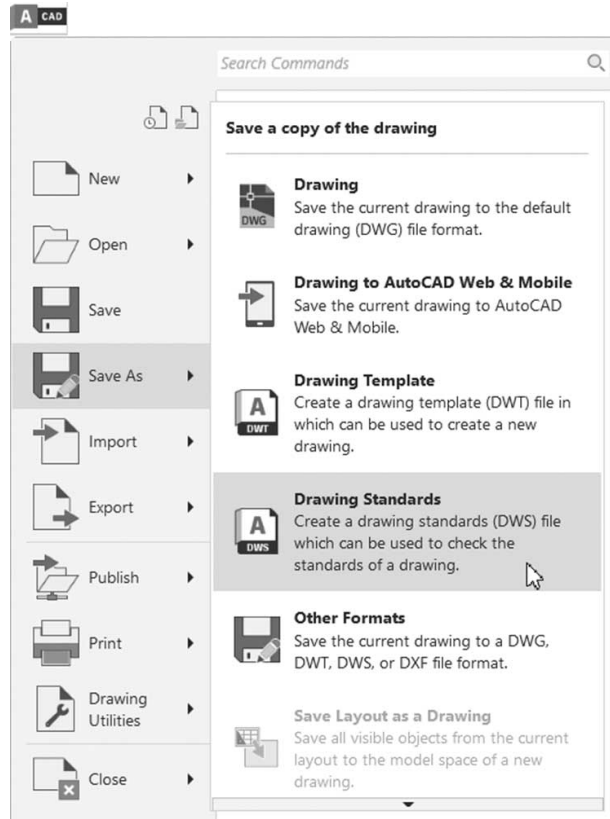 A CAD
Search Commands
Save a copy of the drawing
New
Open
Save
Save As
Import
Export
Publish
Print
Drawing
Utilities
Close
DWG
Drawing
Save the current drawing to the default
drawing (DWG) file format.
Drawing to AutoCAD Web & Mobile
Save the current drawing to AutoCAD
Web & Mobile.
A
DWT
Drawing Template
Create a drawing template (DWT) file in
which can be used to create a new
drawing.
A
DWS
Drawing Standards
Create a drawing standards (DWS) file
which can be used to check the
standards of a drawing.
Other Formats
Save the current drawing to a DWG,
DWT, DWS, or DXF file format.
Save Layout as a Drawing
Save all visible objects from the current
layout to the model space of a new
drawing.